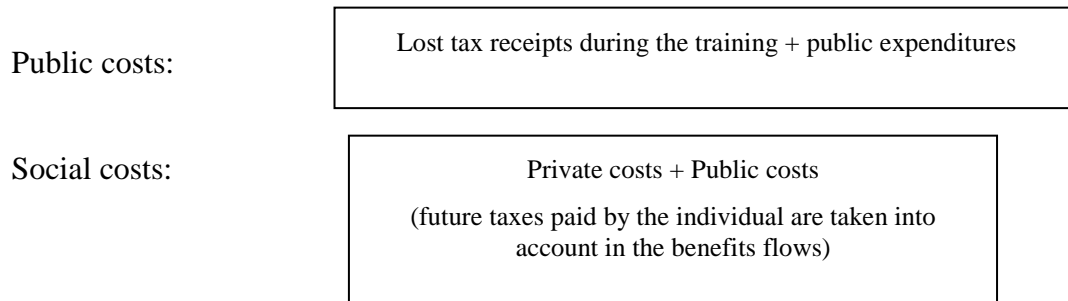 Public costs:
Lost tax receipts during the training + public expenditures
Social costs:
Private costs + Public costs
(future taxes paid by the individual are taken into
account in the benefits flows)